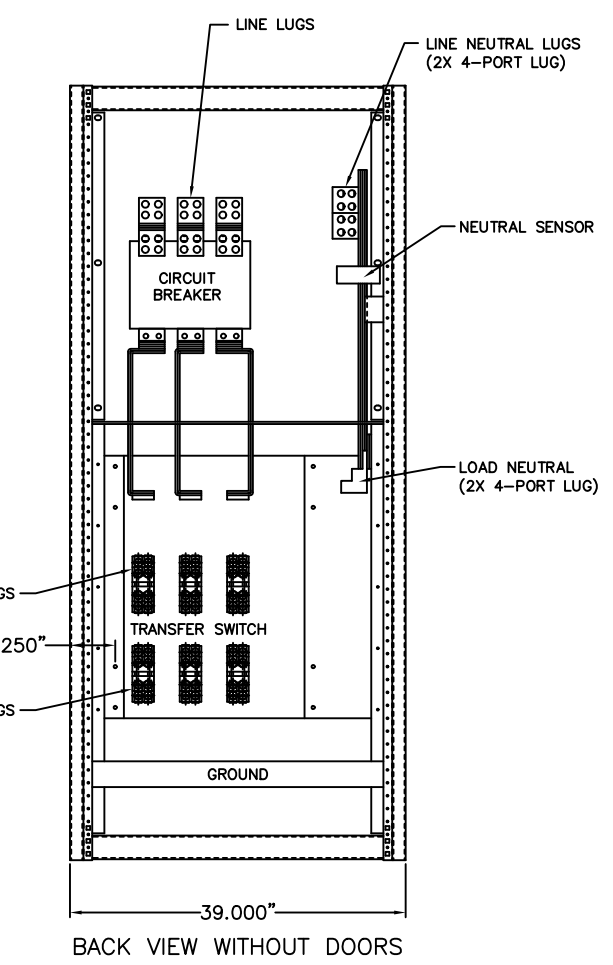 LINE LUGS
LINE NEUTRAL LUGS
(2X 4-PORT LUG)
NEUTRAL SENSOR
CIRCUIT
BREAKER
LOAD NEUTRAL
(2X 4-PORT LUG)
TRANSFER SWITCH
250"
GROUND
39.000"
BACK VIEW WITHOUT DOORS